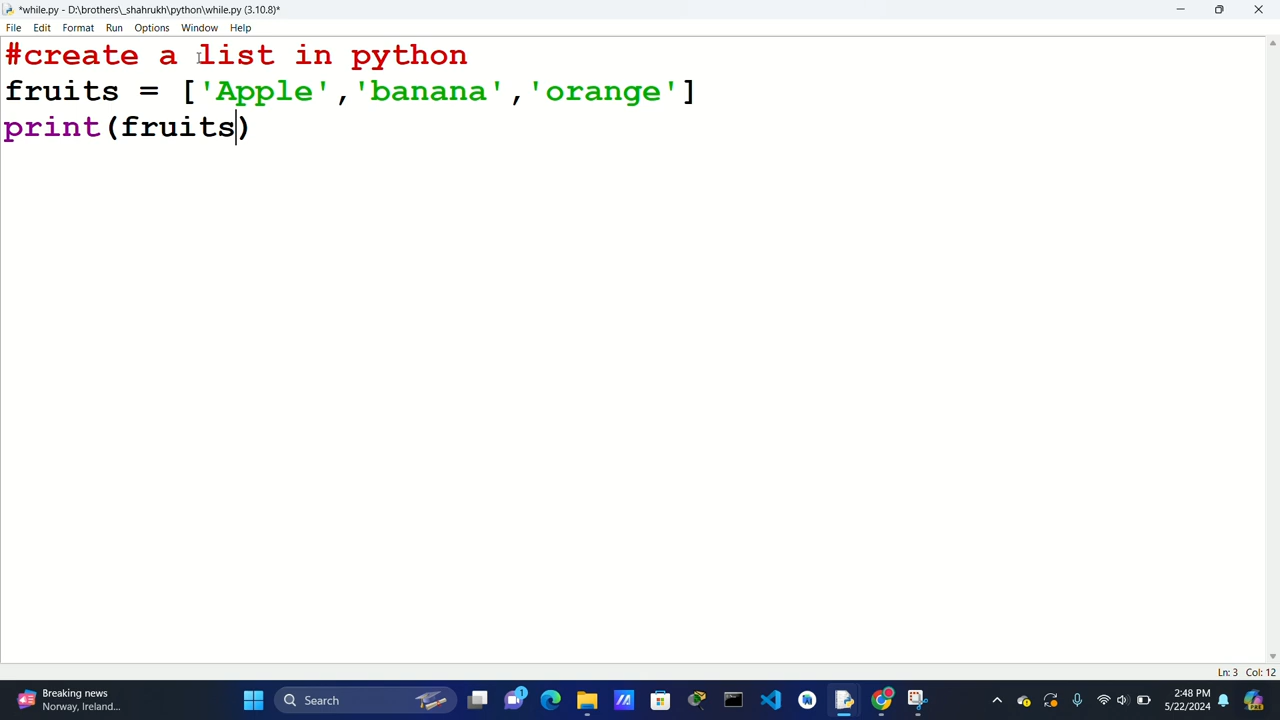 *while.py - D:\brothers\_shahrukh\python\while.py (3.10.8)*
File Edit Format Run Options Window Help
#create a list in python
fruits = ['Apple','banana','orange']
print(fruits)
Ln: 3 Col: 12
Breaking news
Norway, Ireland...
Search
1
2:48 PM
5/22/2024